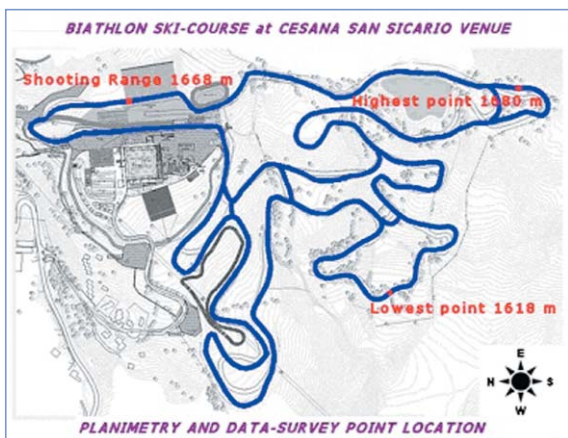 BIATHLON SKI-COURSE at CESANA SAN SICARIO VENUE
Shooting Range 1668 m
Highest point 1680 m
Lowest point 1618 m
E
N S
W
PLANIMETRY AND DATA-SURVEY POINT LOCATION